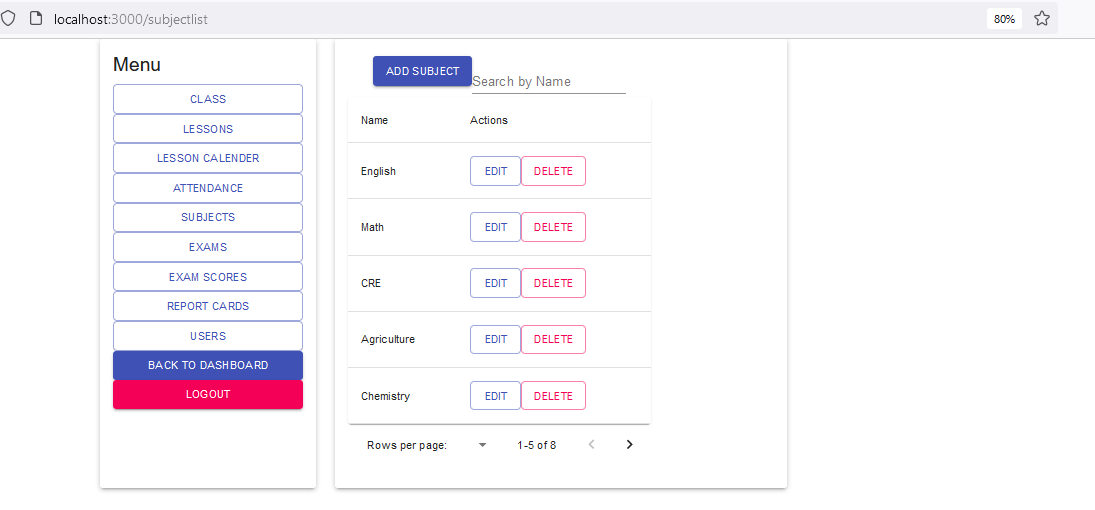 localhost:3000/subjectlist
80%
Menu
CLASS
LESSONS
LESSON CALENDER
ATTENDANCE
SUBJECTS
EXAMS
EXAM SCORES
REPORT CARDS
USERS
BACK TO DASHBOARD
LOGOUT
ADD SUBJECT
Search by Name
Name Actions
English EDIT DELETE
Math EDIT DELETE
CRE EDIT DELETE
Agriculture EDIT DELETE
Chemistry EDIT DELETE
Rows per page: 1-5 of 8